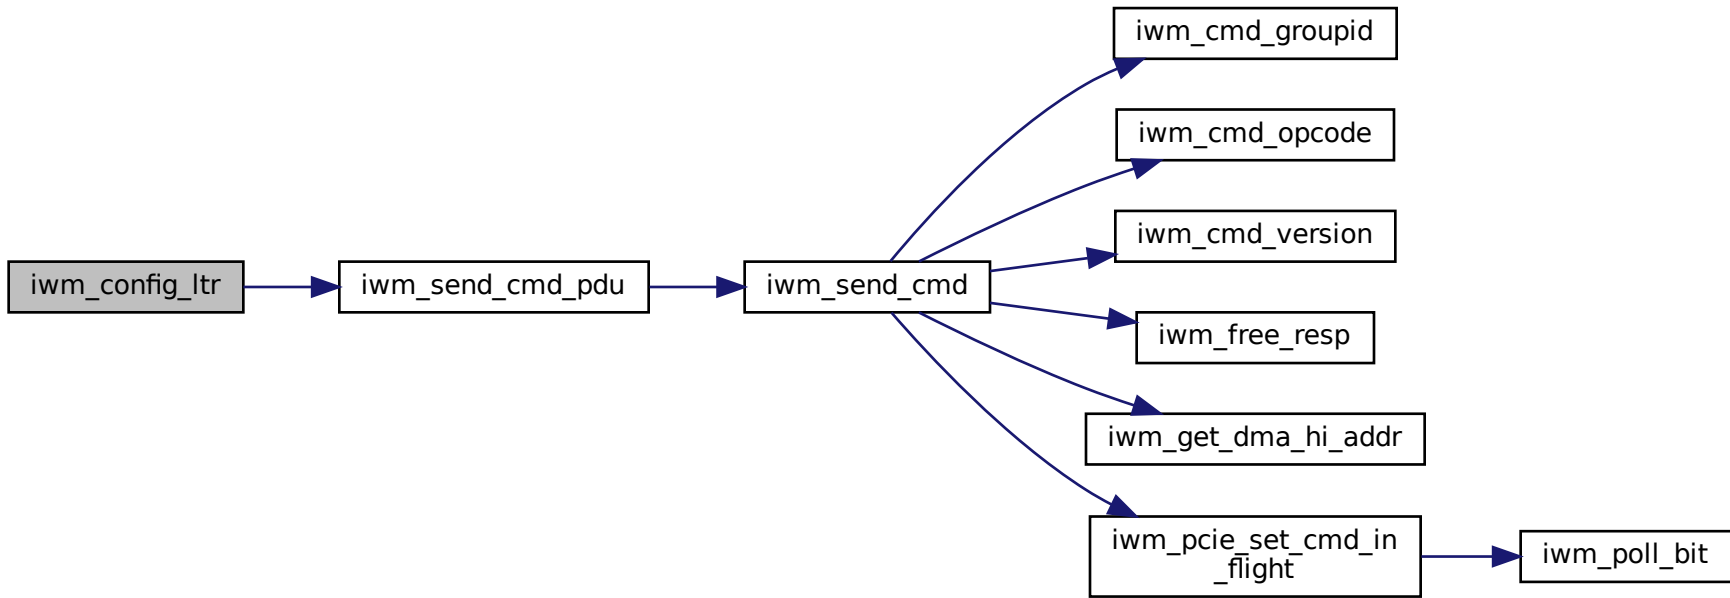 iwm_config_ltr
iwm_send_cmd_pdu
iwm_send_cmd
iwm_cmd_groupid
iwm_cmd_opcode
iwm_cmd_version
iwm_free_resp
iwm_get_dma_hi_addr
iwm_pcie_set_cmd_in
_flight
iwm_poll_bit